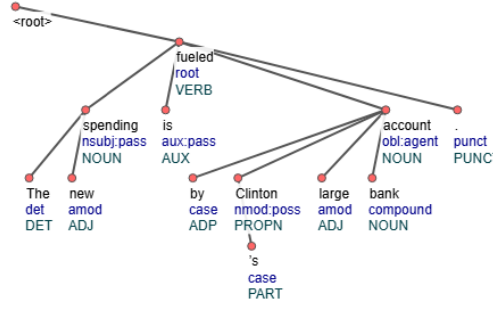 <root>
fueled
root
VERB
spending is account .
nsubj:pass aux:pass obl:agent punct
NOUN AUX NOUN PUNC
The new by Clinton large bank
det amod case nmod:poss amod compound
DET ADJ ADP PROPN ADJ NOUN
's
case
PART